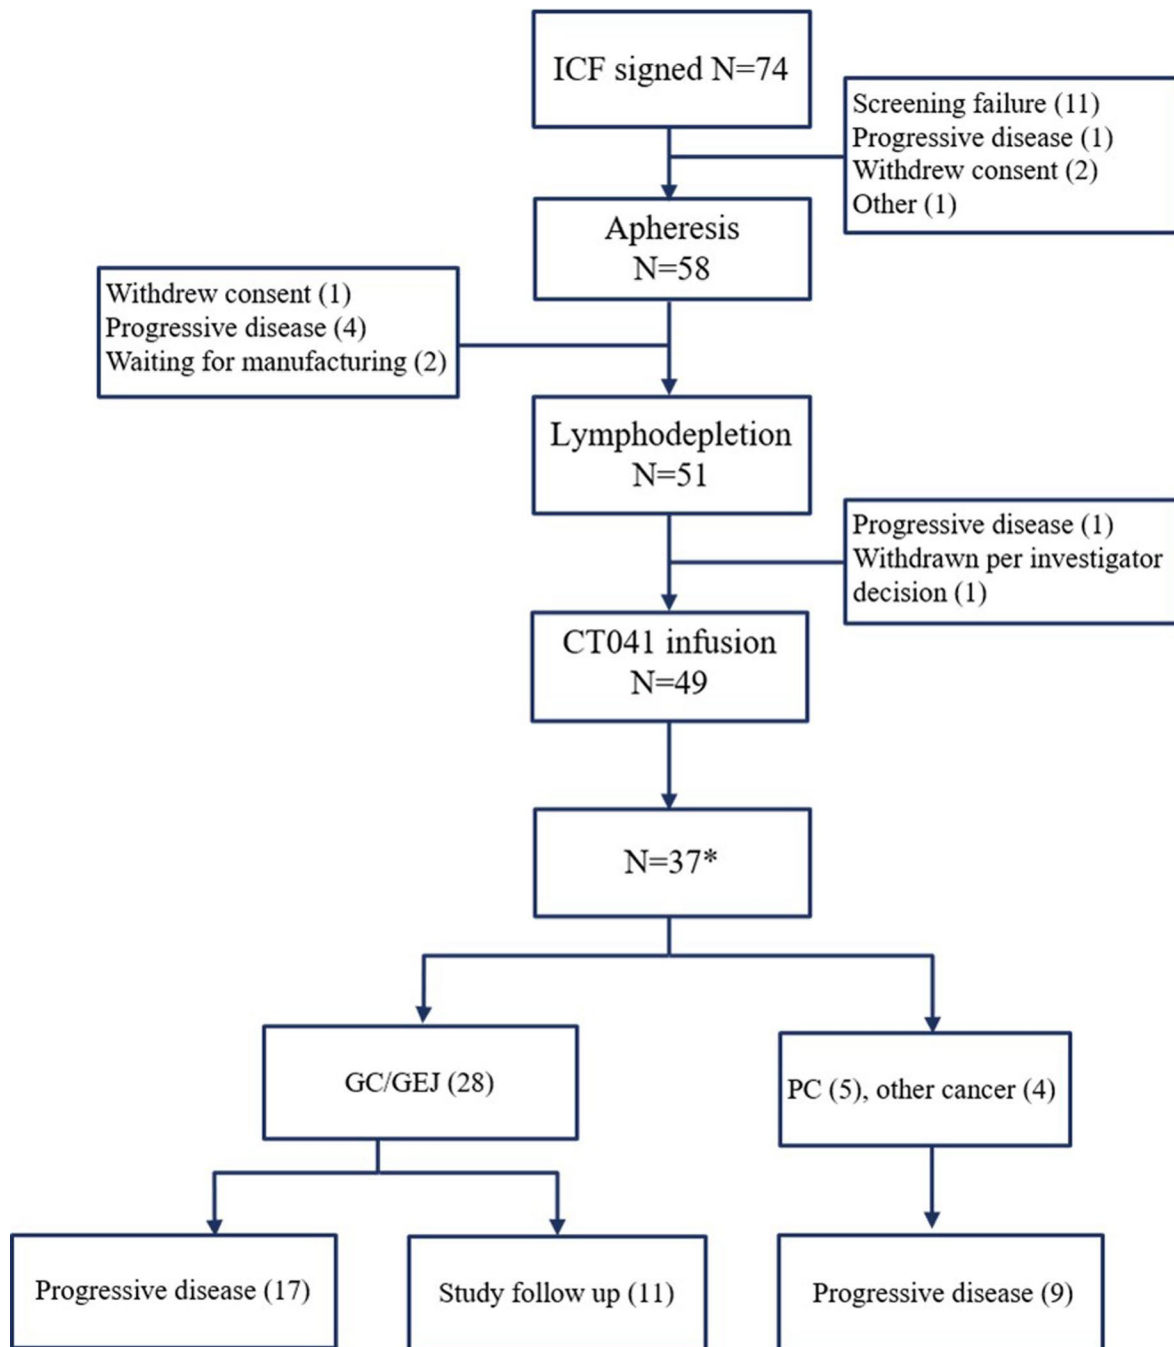 ICF signed N=74
Screening failure (11)
Progressive disease (1)
Withdrew consent (2)
Other (1)
Apheresis
N=58
Withdrew consent (1)
Progressive disease (4)
Waiting for manufacturing (2)
Lymphodepletion
N=51
Progressive disease (1)
Withdrawn per investigator
decision (1)
CT041 infusion
N=49
N=37*
GC/GEJ (28)
PC (5), other cancer (4)
Progressive disease (17)
Study follow up (11)
Progressive disease (9)